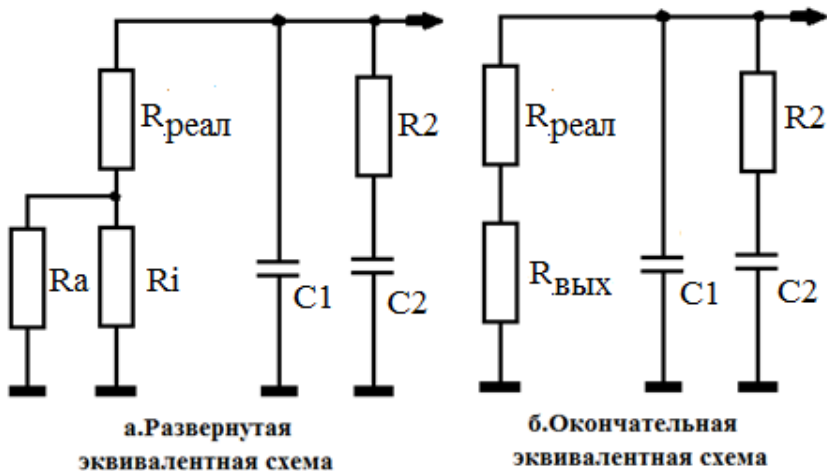 Rреал
R2
Ra
Ri
C1
C2
а.Развернутая
эквивалентная схема
Rреал
R2
Rвых
C1
C2
б.Окончательная
эквивалентная схема